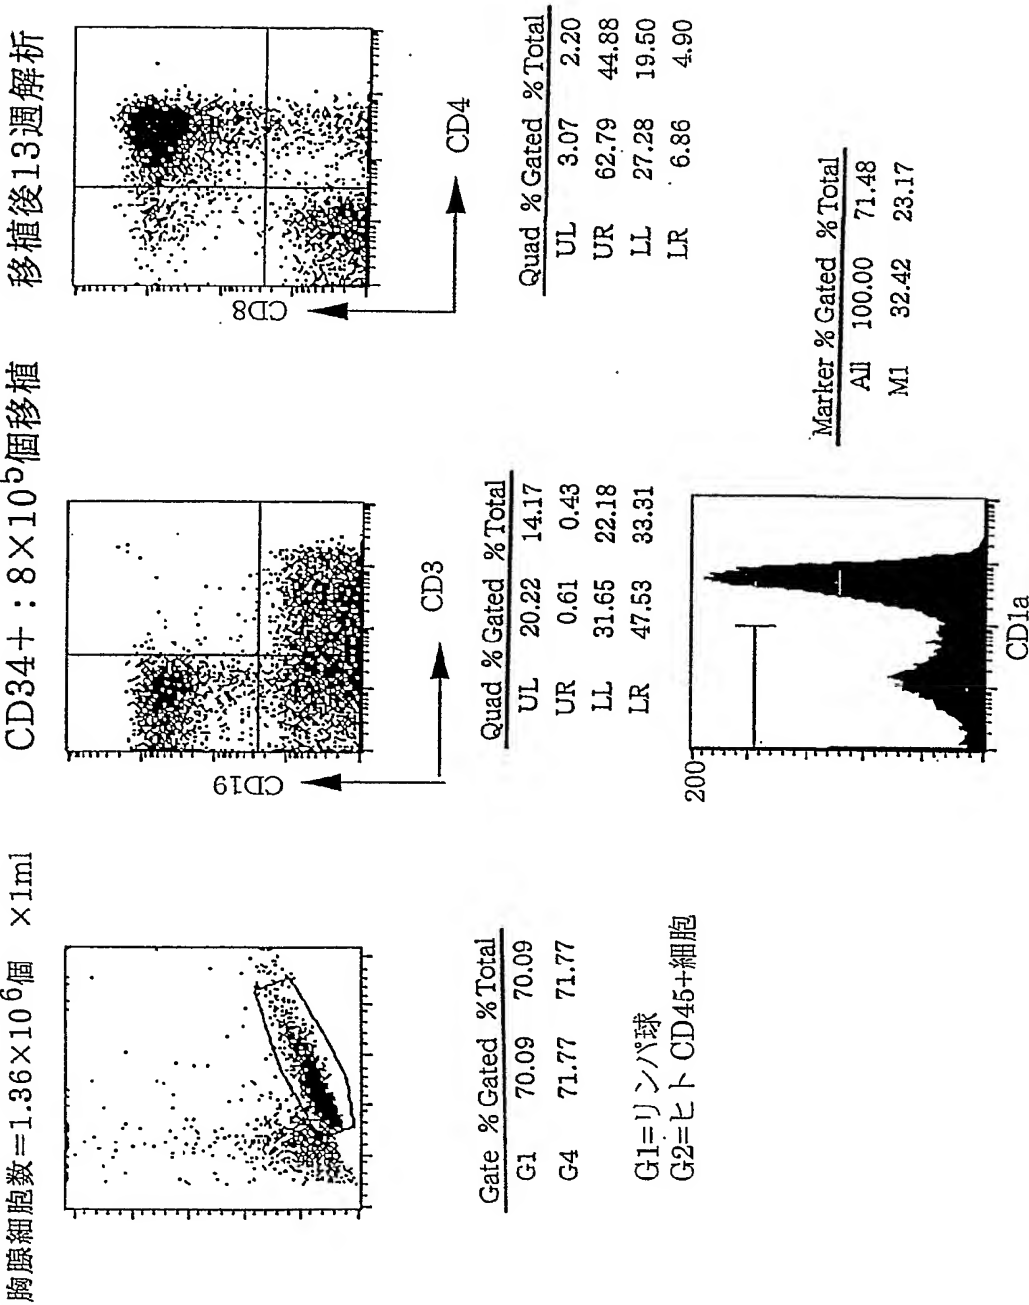 胸腺細胞数=1.36×10⁶個 ×1ml
CD34+:8×10⁵個移植
移植後13週解析
CD19
CD3
CD8
CD4
Gate %Gated %Total
G1 70.09 70.09
G4 71.77 71.77
G1=リンパ球
G2=ヒト CD45+細胞
Quad %Gated %Total
UL 20.22 14.17
UR 0.61 0.43
LL 31.65 22.18
LR 47.53 33.31
Quad %Gated %Total
UL 3.07 2.20
UR 62.79 44.88
LL 27.28 19.50
LR 6.86 4.90
200
CD1a
Marker %Gated %Total
All 100.00 71.48
M1 32.42 23.17